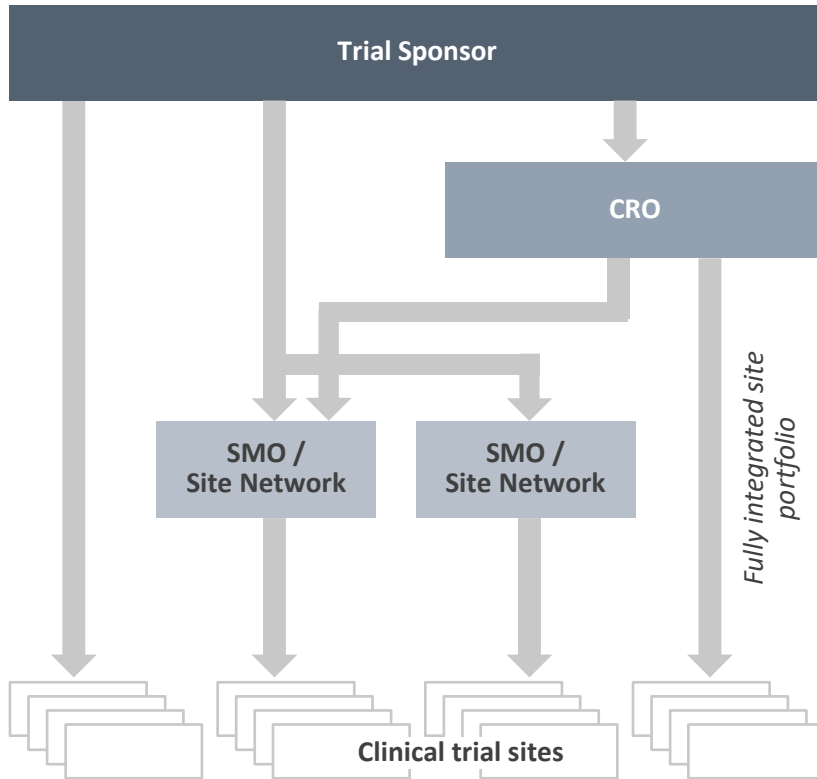 Trial Sponsor
CRO
SMO /
Site Network
SMO /
Site Network
Fully integrated site
portfolio
Clinical trial sites